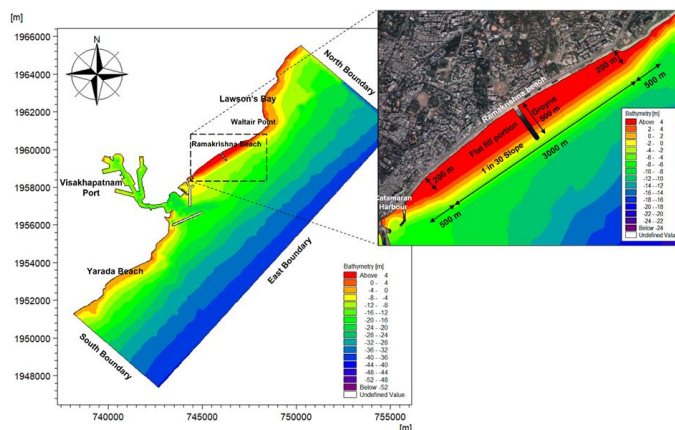 [m]
1966000
1964000
1962000
1960000
1958000
1956000
1954000
1952000
1950000
1948000
740000
745000
750000
755000
[m]
N
North Boundary
Lawson's Bay
Waltair Point
Ramakrishna Beach
Visakhapatnam
Port
Yarada Beach
South Boundary
East Boundary
Bathymetry [m]
Above 4
0 - 4
-4 - 0
-8 - -4
-12 - -8
-16 - -12
-20 - -16
-24 - -20
-28 - -24
-32 - -28
-36 - -32
-40 - -36
-44 - -40
-48 - -44
-52 - -48
Below -52
Undefined Value
Ramakrishna beach
200 m
500 m
Groyne
500 m
Flat fill portion
1 in 30 Slope
3000 m
200 m
500 m
Catamaran
Harbour
Bathymetry [m]
Above 4
2 - 4
0 - 2
-2 - 0
-4 - -2
-6 - -4
-8 - -6
-10 - -8
-12 - -10
-14 - -12
-16 - -14
-18 - -16
-20 - -18
-22 - -20
-24 - -22
Below -24
Undefined Value